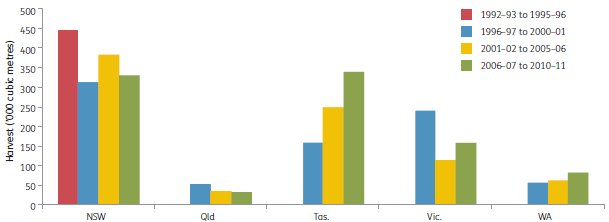 Harvest ('000 cubic metres)
500
450
400
350
300
250
200
150
100
50
0
NSW
Qld
Tas.
Vic.
WA
1992–93 to 1995–96
1996–97 to 2000–01
2001–02 to 2005–06
2006–07 to 2010–11